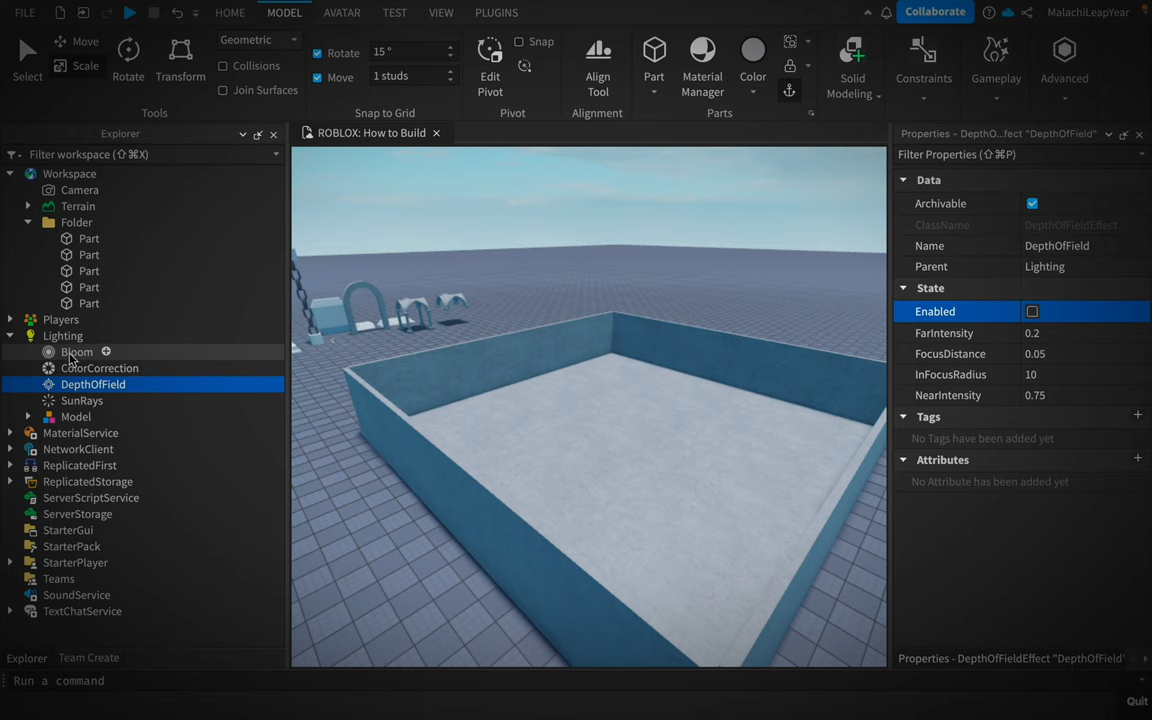 FILE HOME MODEL AVATAR TEST VIEW PLUGINS Collaborate MalachiLeapYear
Select Move Scale Rotate Transform Geometric Collisions Join Surfaces
Rotate 15 °
Move 1 studs
Edit Pivot Snap
Align Tool Part Material Manager Color
Solid Modeling Constraints Gameplay Advanced
Tools Snap to Grid Pivot Alignment Parts
Explorer
Filter workspace (⇧⌘X)
Workspace
Camera
Terrain
Folder
Part
Part
Part
Part
Part
Players
Lighting
Bloom
ColorCorrection
DepthOfField
SunRays
Model
MaterialService
NetworkClient
ReplicatedFirst
ReplicatedStorage
ServerScriptService
ServerStorage
StarterGui
StarterPack
StarterPlayer
Teams
SoundService
TextChatService
Explorer Team Create
ROBLOX: How to Build
Properties - DepthO...fect "DepthOfField"
Filter Properties (⇧⌘P)
Data
Archivable
ClassName DepthOfFieldEffect
Name DepthOfField
Parent Lighting
State
Enabled
FarIntensity 0.2
FocusDistance 0.05
InFocusRadius 10
NearIntensity 0.75
Tags
No Tags have been added yet
Attributes
No Attribute has been added yet
Properties - DepthOfFieldEffect "DepthOfField"
Run a command
Quit